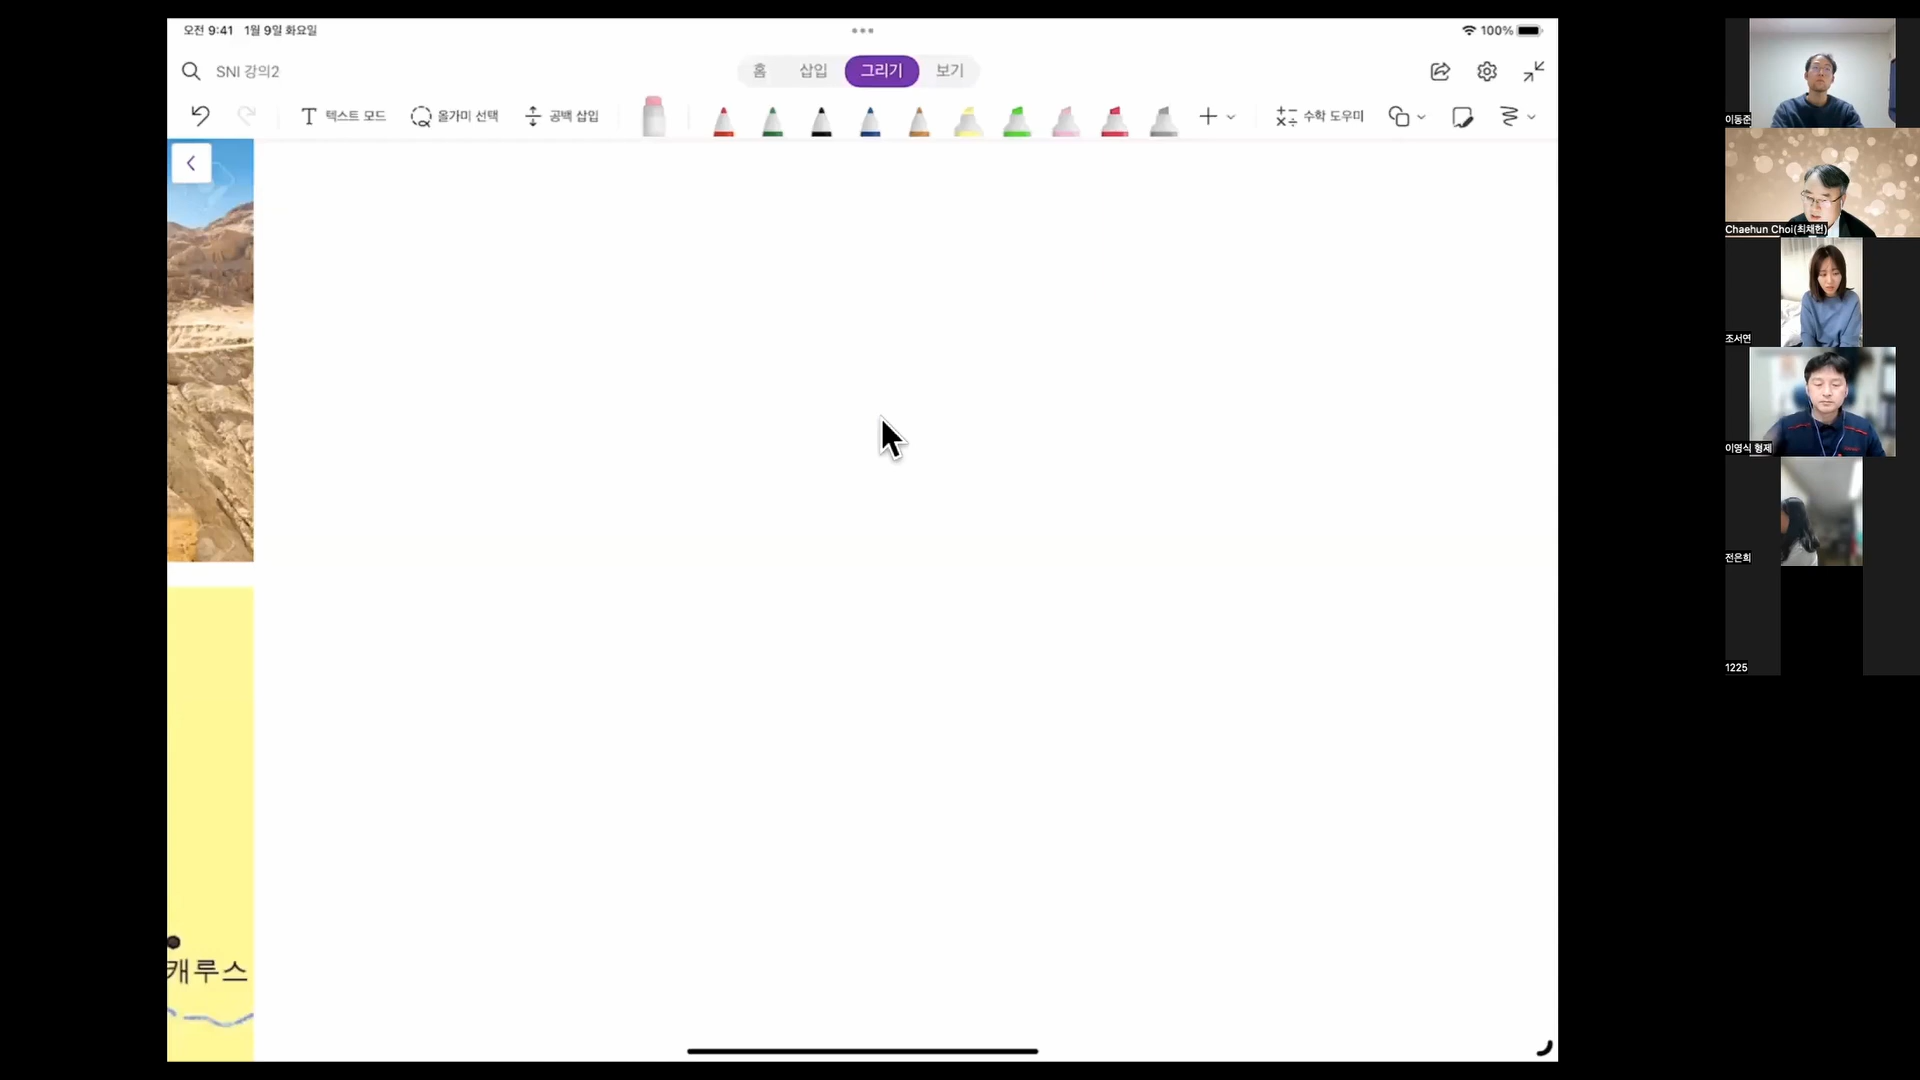 오전 9:41 1월 9일 화요일
100%
SNI 강의2
홈 삽입 그리기 보기
텍스트 모드 올가미 선택 공백 삽입 수학 도우미
캐루스
이동준
Chaehun Choi(최채헌)
조서연
이영식 형제
전은희
1225